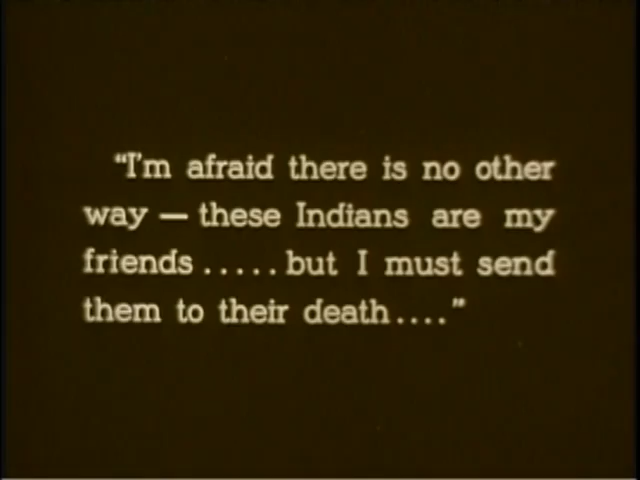 “I'm afraid there is no other
way — these Indians are my
friends ..... but I must send
them to their death ....”